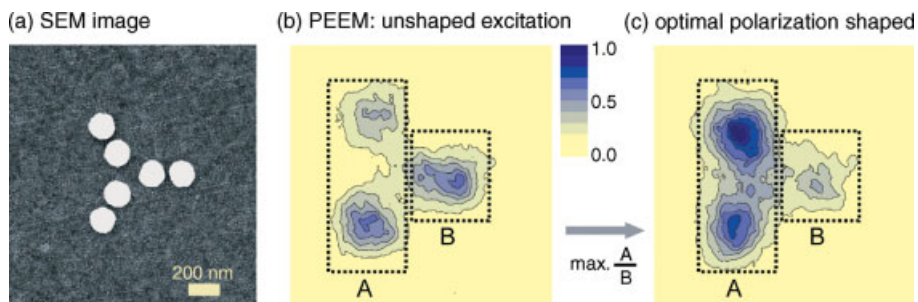 (a) SEM image
200 nm
(b) PEEM: unshaped excitation
1.0
0.5
0.0
A
B
max. A/B
(c) optimal polarization shaped
A
B